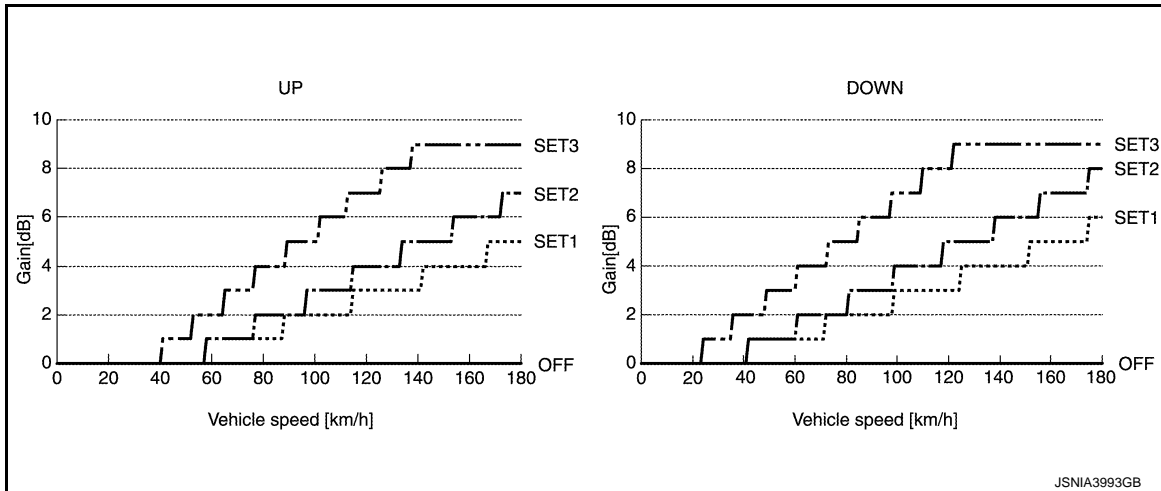 UP
10
8
6
4
2
0
Gain[dB]
SET3
SET2
SET1
OFF
0 20 40 60 80 100 120 140 160 180
Vehicle speed [km/h]
DOWN
10
8
6
4
2
0
Gain[dB]
SET3
SET2
SET1
OFF
0 20 40 60 80 100 120 140 160 180
Vehicle speed [km/h]
JSNIA3993GB